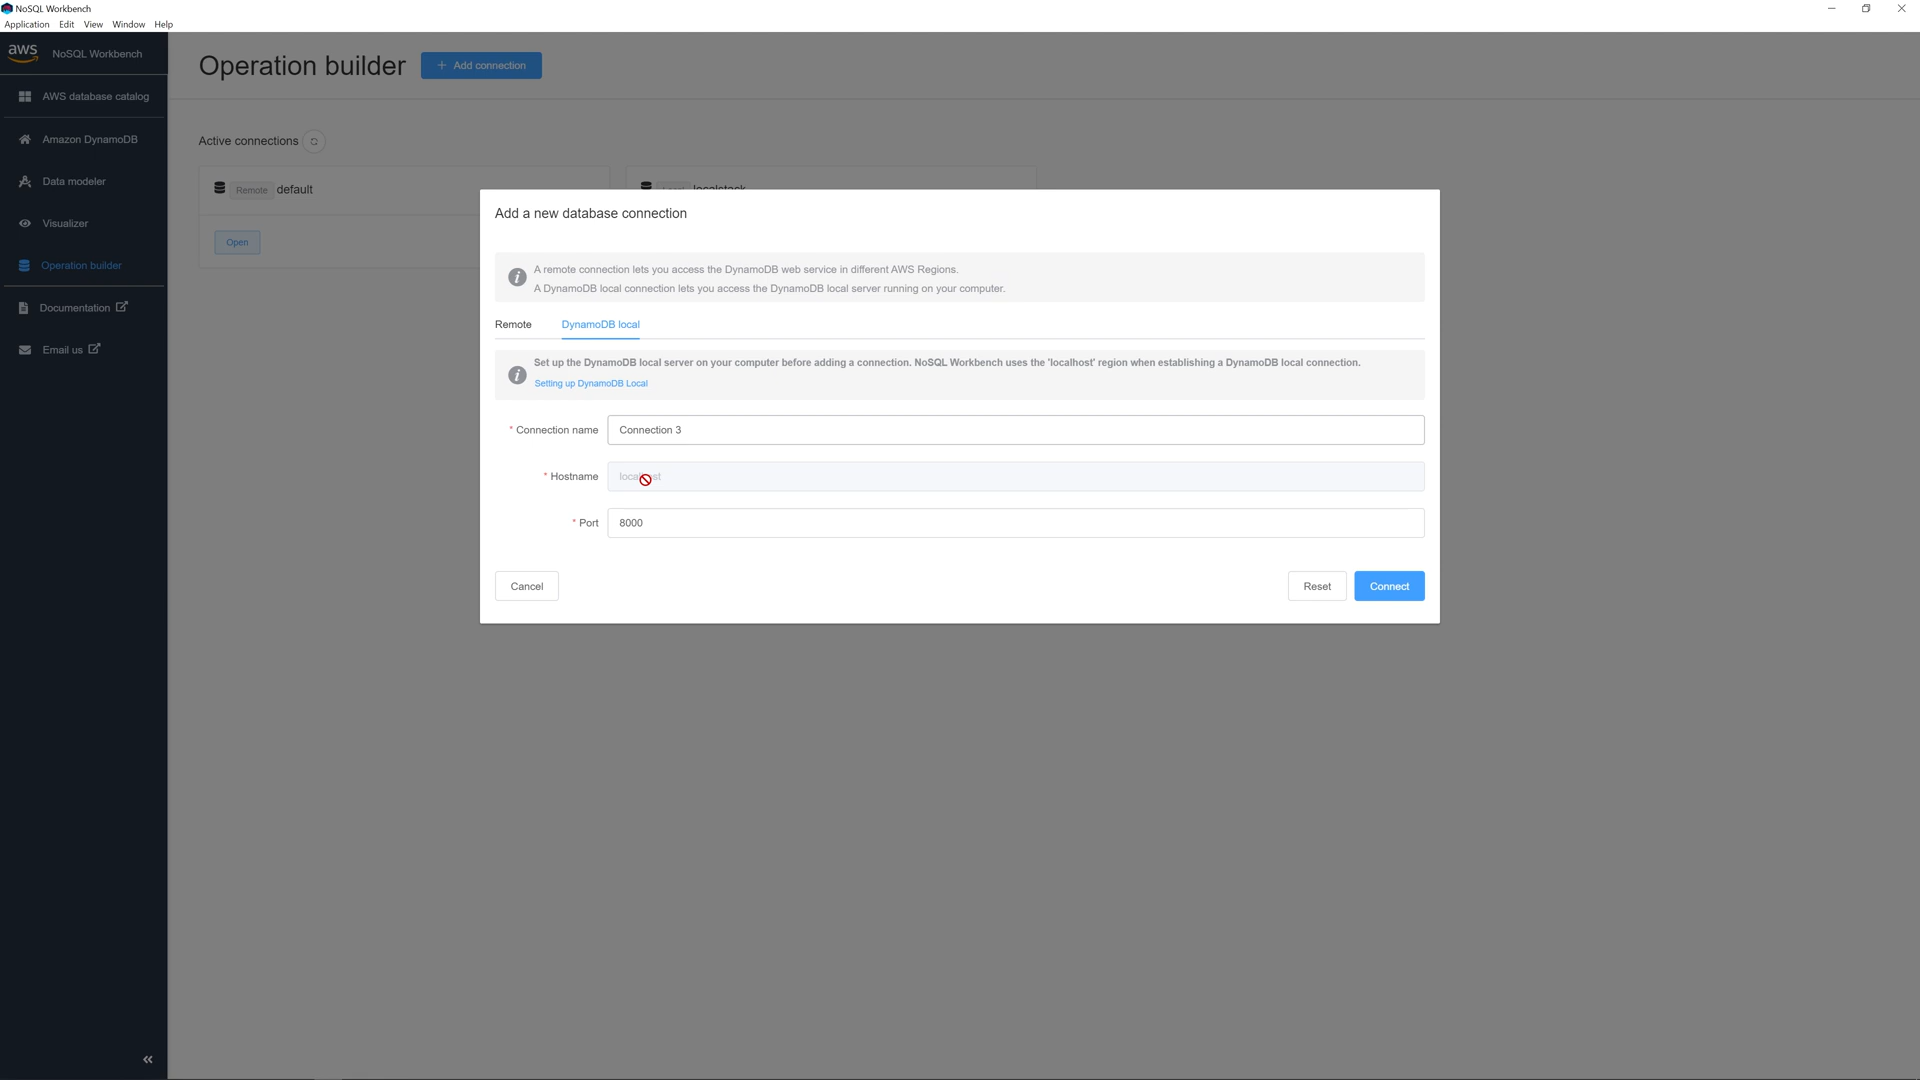 NoSQL Workbench
Application Edit View Window Help
aws NoSQL Workbench
AWS database catalog
Amazon DynamoDB
Data modeler
Visualizer
Operation builder
Documentation
Email us
Operation builder
+ Add connection
Active connections
Remote default
Open
localstack
Add a new database connection
A remote connection lets you access the DynamoDB web service in different AWS Regions.
A DynamoDB local connection lets you access the DynamoDB local server running on your computer.
Remote DynamoDB local
Set up the DynamoDB local server on your computer before adding a connection. NoSQL Workbench uses the 'localhost' region when establishing a DynamoDB local connection.
Setting up DynamoDB Local
* Connection name Connection 3
* Hostname localhost
* Port 8000
Cancel
Reset Connect